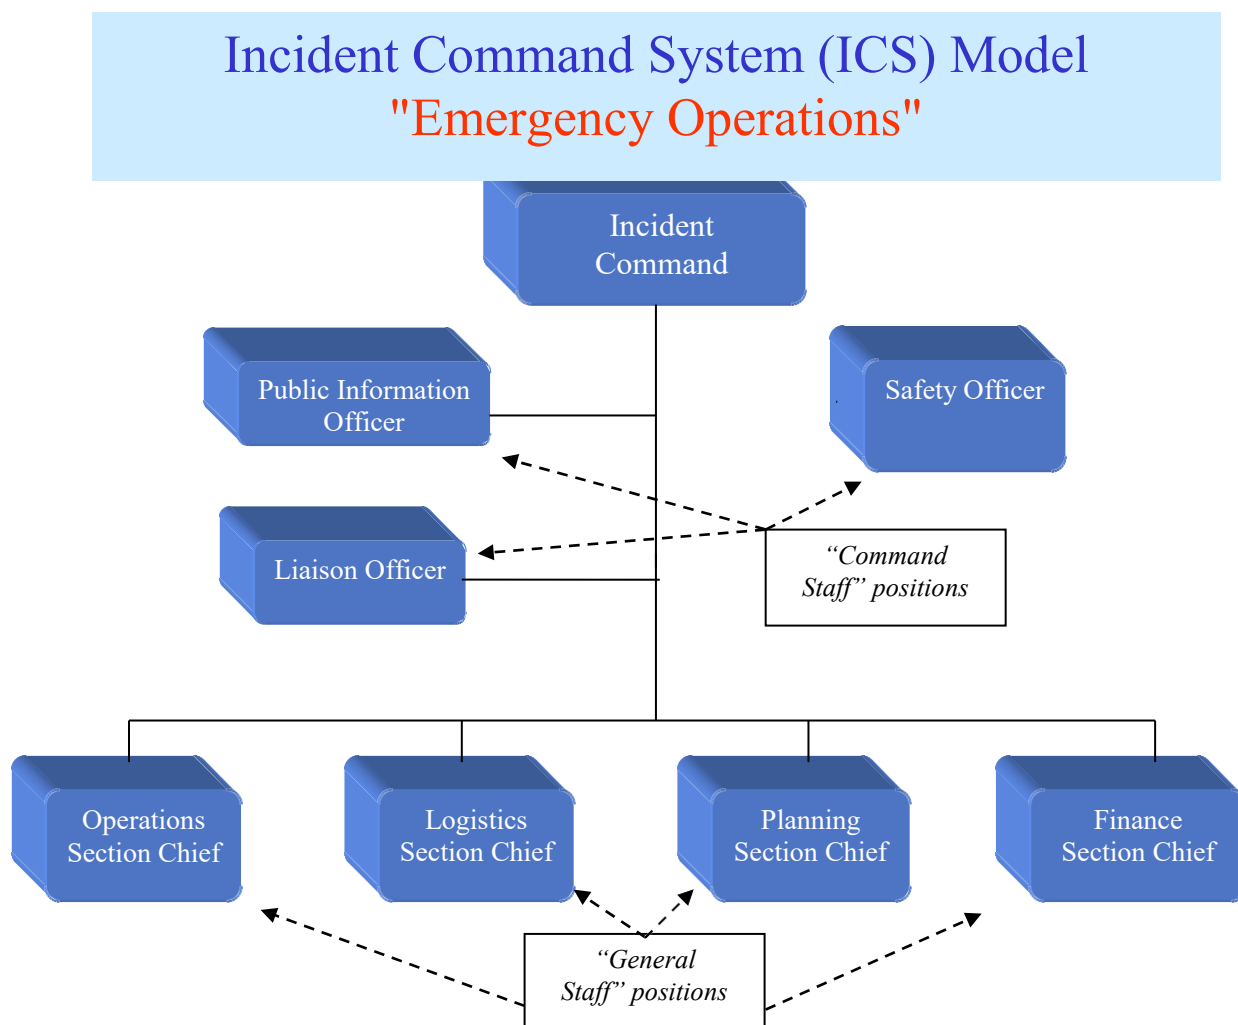 Incident Command System (ICS) Model
"Emergency Operations"
Incident
Command
Public Information
Officer
Safety Officer
Liaison Officer
“Command
Staff” positions
Operations
Section Chief
Logistics
Section Chief
Planning
Section Chief
Finance
Section Chief
“General
Staff” positions